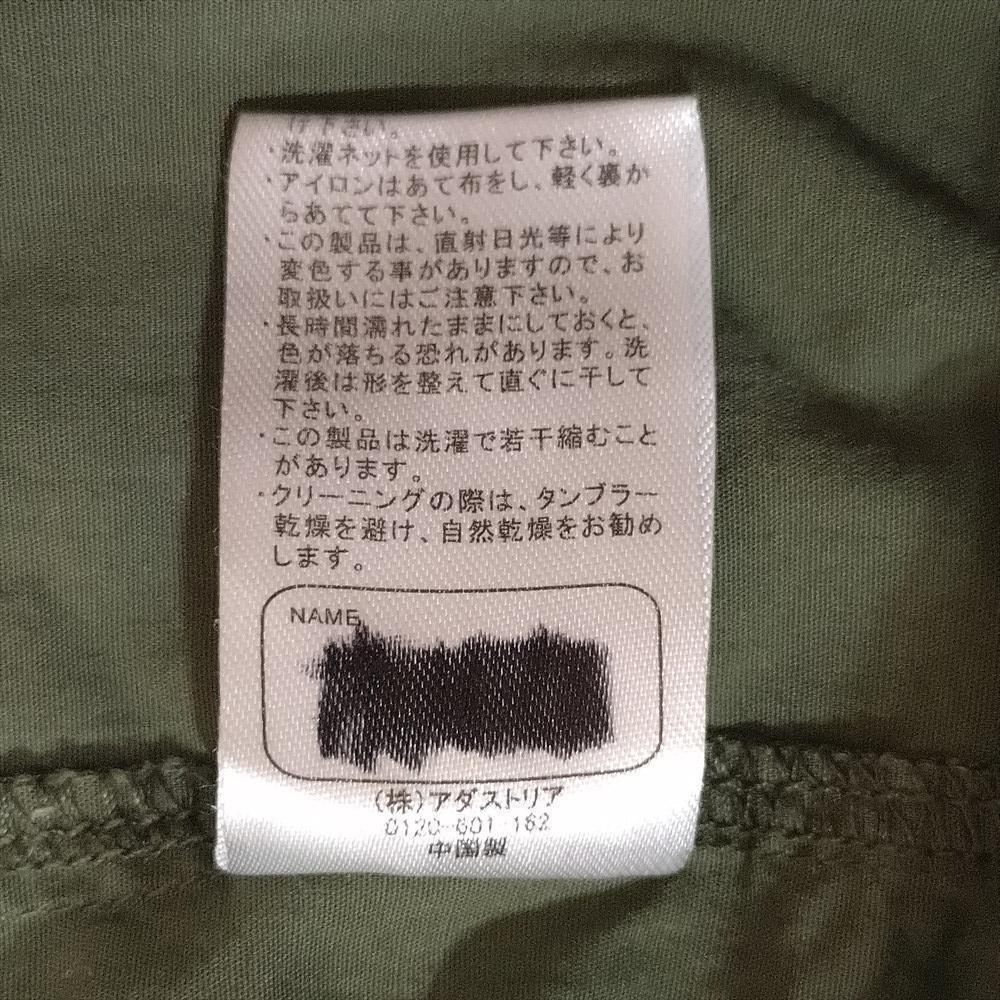 け下さい。
・洗濯ネットを使用して下さい。
・アイロンはあて布をし、軽く裏か
らあてて下さい。
・この製品は、直射日光等により
変色する事がありますので、お
取扱いにはご注意下さい。
・長時間濡れたままにしておくと、
色が落ちる恐れがあります。洗
濯後は形を整えて直ぐに干して
下さい。
・この製品は洗濯で若干縮むこと
があります。
・クリーニングの際は、タンブラー
乾燥を避け、自然乾燥をお勧め
します。
NAME
(株)アダストリア
0120-601-162
中国製